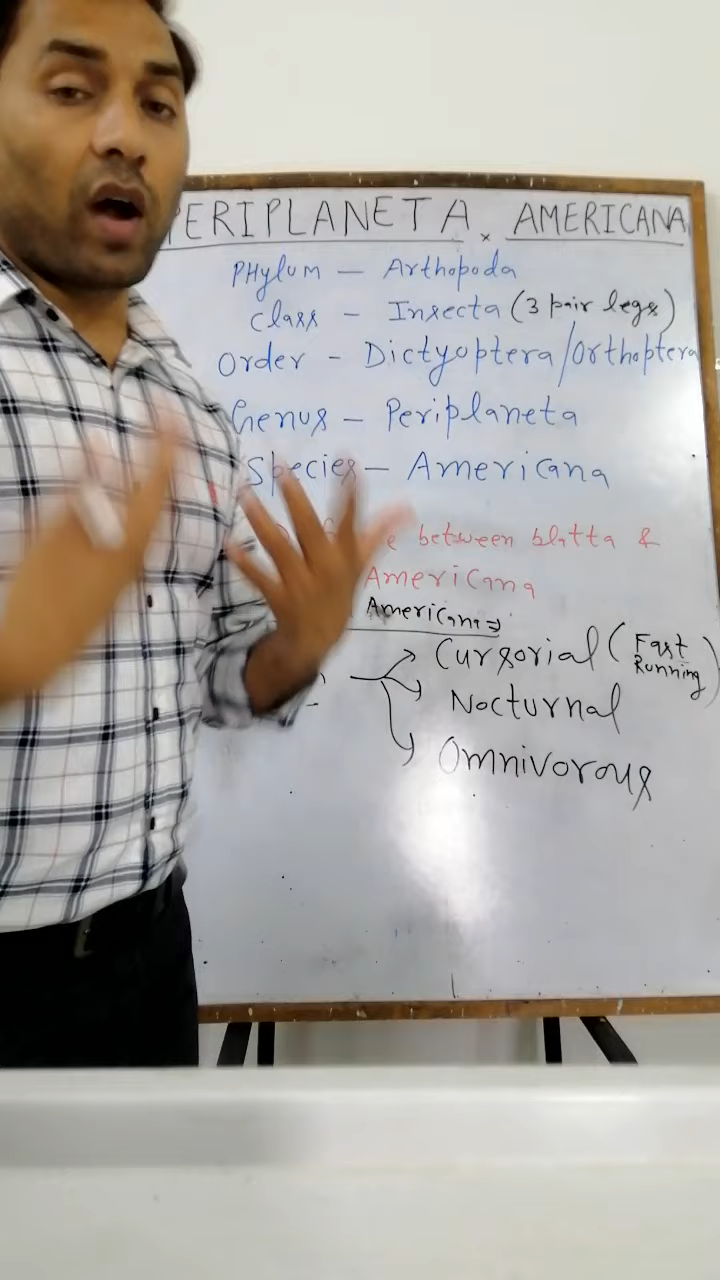 PERIPLANETA AMERICANA
PHylum - Arthopoda
Class - Insecta (3 pair legs)
Order - Dictyoptera/Orthoptera
Genus - Periplaneta
Species - Americana
between blatta &
Americana
Americana ⇒
Cursorial (Fast Running)
Nocturnal
Omnivorous